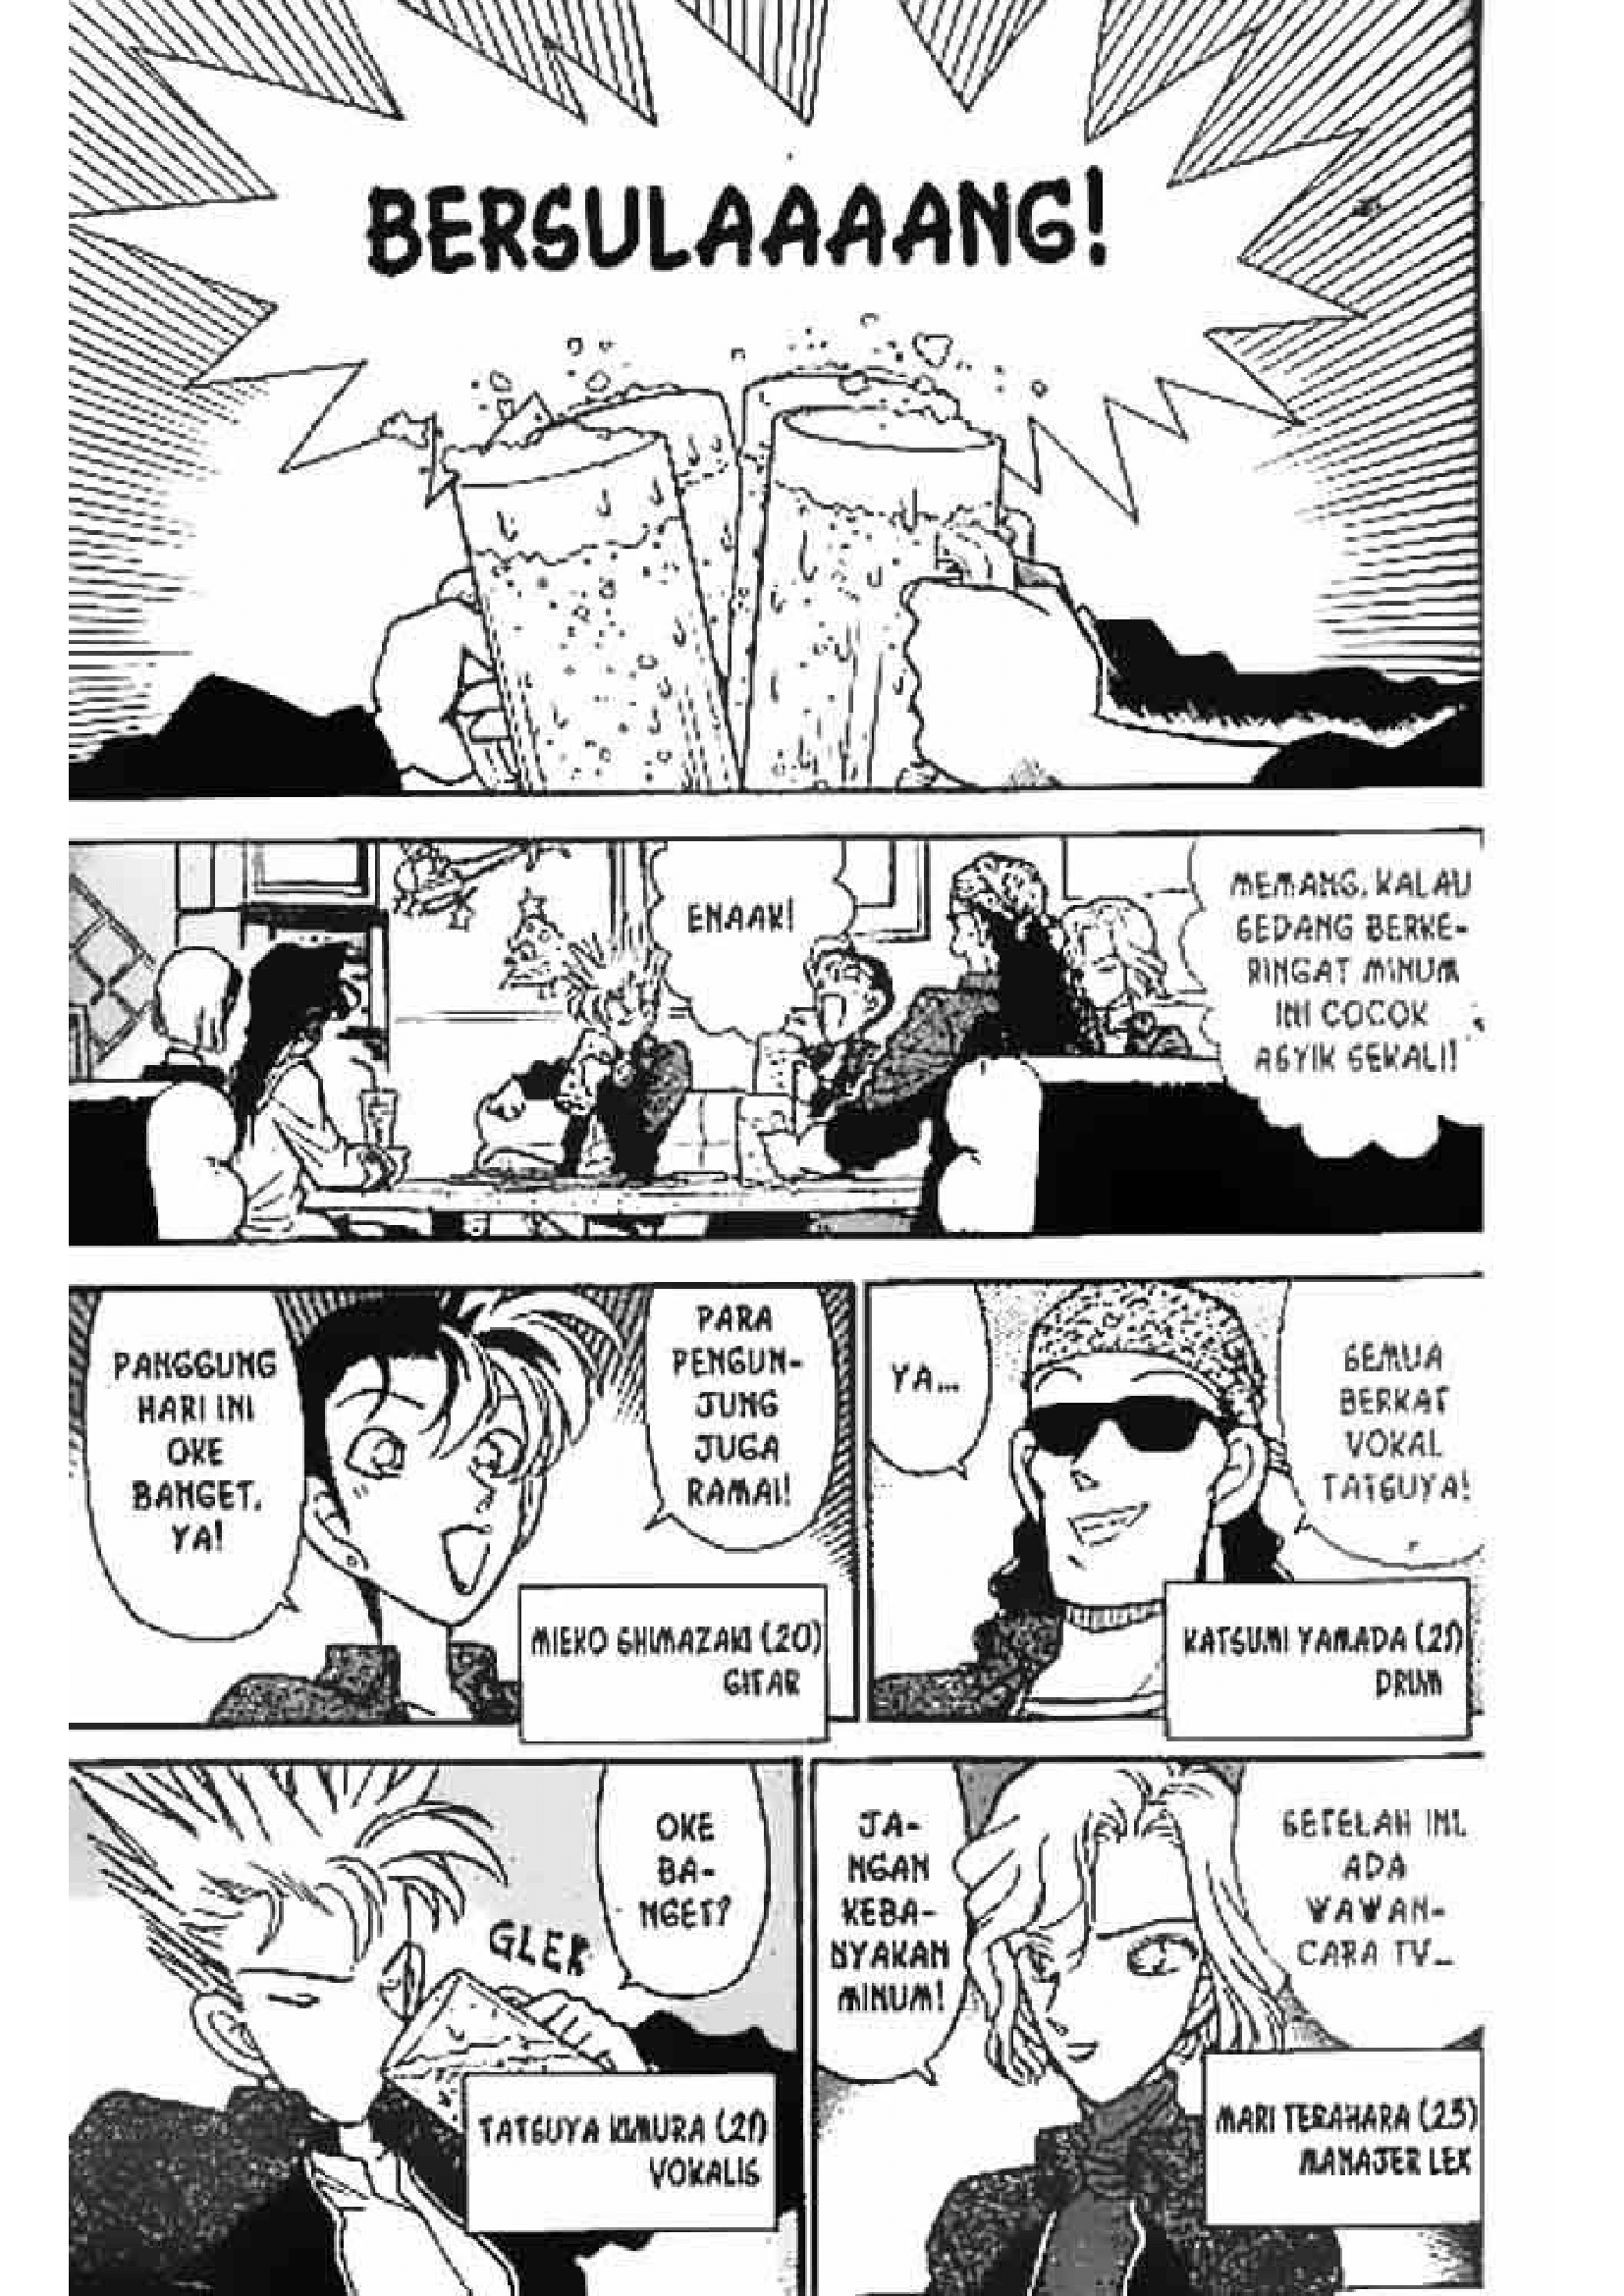 BERSULAAAANG!
MEMANG, KALAU
SEDANG BERKE-
RINGAT MINUM
INI COCOK
ASYIK SEKALI!
ENAAK!
SEMUA
BERKAT
VOKAL
TATSUYA!
YA...
KATSUMI YAMADA (21)
DRUM
PARA
PENGUN-
JUNG
JUGA
RAMAI!
PANGGUNG
HARI INI
OKE
BANGET,
YA!
MIEKO SHIMAZAKI (20)
GITAR
SETELAH INI,
ADA
WAWAN-
CARA TV...
JA-
NGAN
KEBA-
NYAKAN
MINUM!
MARI TERAHARA (23)
MANAJER LEX
OKE
BA-
NGET?
GLEK
TATSUYA KIMURA (21)
VOKALIS